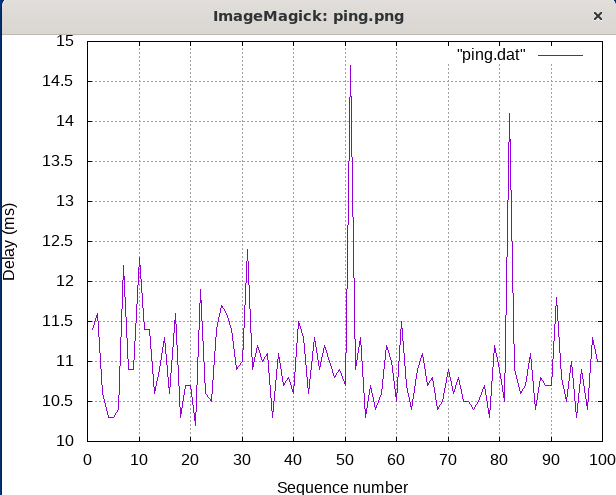 ImageMagick: ping.png
×
"ping.dat"
15
14.5
14
13.5
13
12.5
12
11.5
11
10.5
10
Delay (ms)
0 10 20 30 40 50 60 70 80 90 100
Sequence number